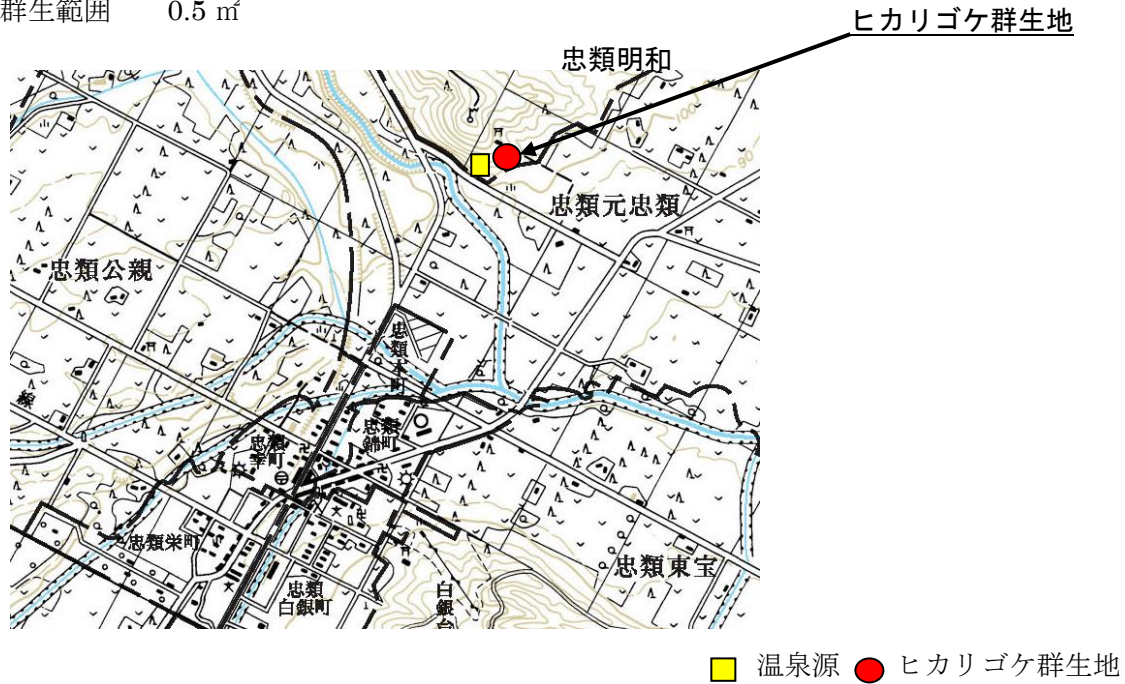 群生範囲 0.5 ㎡
ヒカリゴケ群生地
忠類明和
忠類元忠類
忠類公親
忠類本町
忠類錦町
忠類幸町
忠類栄町
忠類白銀町
白銀台
忠類東宝
線
100
90
温泉源 ヒカリゴケ群生地